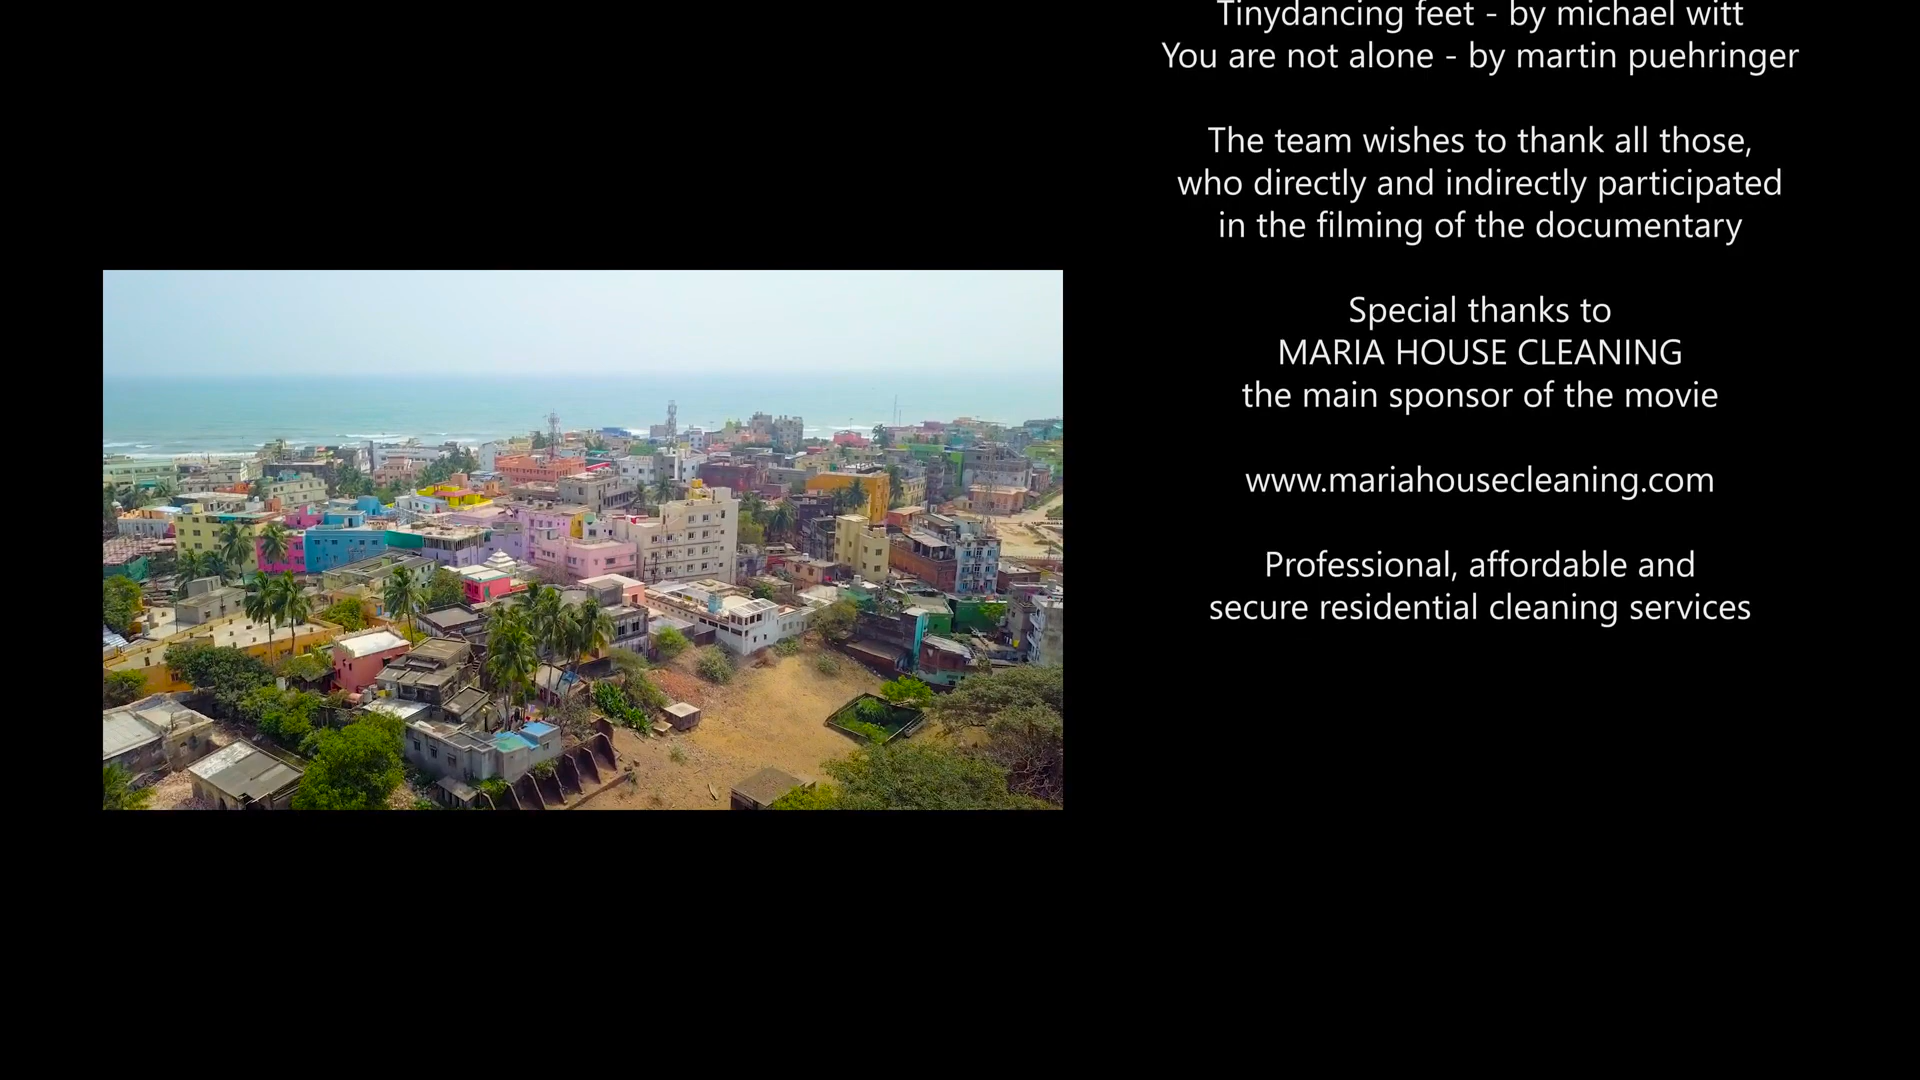 Tinydancing feet - by michael witt
You are not alone - by martin puehringer
The team wishes to thank all those,
who directly and indirectly participated
in the filming of the documentary
Special thanks to
MARIA HOUSE CLEANING
the main sponsor of the movie
www.mariahousecleaning.com
Professional, affordable and
secure residential cleaning services